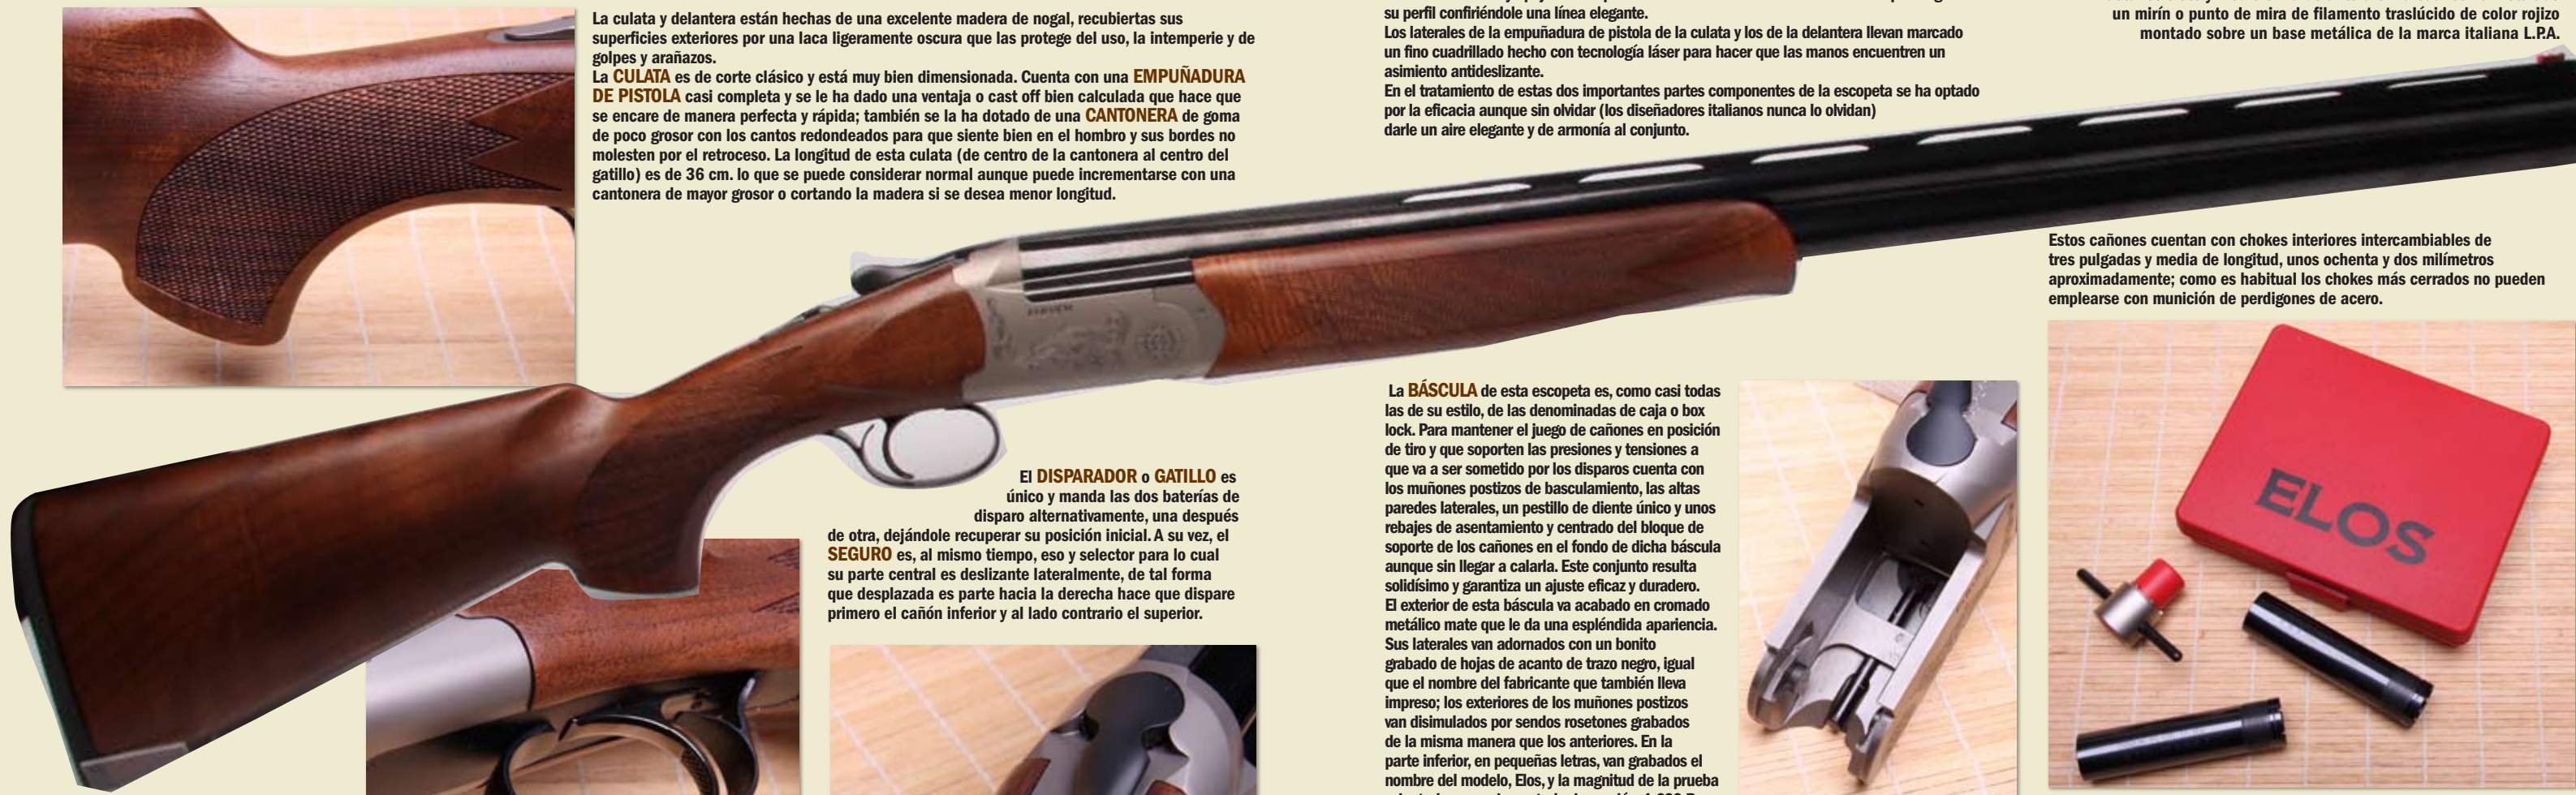 La culata y delantera están hechas de una excelente madera de nogal, recubiertas sus
superficies exteriores por una laca ligeramente oscura que las protege del uso, la intemperie y de
golpes y arañazos.
La CULATA es de corte clásico y está muy bien dimensionada. Cuenta con una EMPUÑADURA
DE PISTOLA casi completa y se le ha dado una ventaja o cast off bien calculada que hace que
se encare de manera perfecta y rápida; también se la ha dotado de una CANTONERA de goma
de poco grosor con los cantos redondeados para que siente bien en el hombro y sus bordes no
molesten por el retroceso. La longitud de esta culata (de centro de la cantonera al centro del
gatillo) es de 36 cm. lo que se puede considerar normal aunque puede incrementarse con una
cantonera de mayor grosor o cortando la madera si se desea menor longitud.
su perfil confiriéndole una línea elegante.
Los laterales de la empuñadura de pistola de la culata y los de la delantera llevan marcado
un fino cuadrillado hecho con tecnología láser para hacer que las manos encuentren un
asimiento antideslizante.
En el tratamiento de estas dos importantes partes componentes de la escopeta se ha optado
por la eficacia aunque sin olvidar (los diseñadores italianos nunca lo olvidan)
darle un aire elegante y de armonía al conjunto.
un mirín o punto de mira de filamento traslúcido de color rojizo
montado sobre un base metálica de la marca italiana L.P.A.
Estos cañones cuentan con chokes interiores intercambiables de
tres pulgadas y media de longitud, unos ochenta y dos milímetros
aproximadamente; como es habitual los chokes más cerrados no pueden
emplearse con munición de perdigones de acero.
El DISPARADOR o GATILLO es
único y manda las dos baterías de
disparo alternativamente, una después
de otra, dejándole recuperar su posición inicial. A su vez, el
SEGURO es, al mismo tiempo, eso y selector para lo cual
su parte central es deslizante lateralmente, de tal forma
que desplazada es parte hacia la derecha hace que dispare
primero el cañón inferior y al lado contrario el superior.
La BÁSCULA de esta escopeta es, como casi todas
las de su estilo, de las denominadas de caja o box
lock. Para mantener el juego de cañones en posición
de tiro y que soporten las presiones y tensiones a
que va a ser sometido por los disparos cuenta con
los muñones postizos de basculamiento, las altas
paredes laterales, un pestillo de diente único y unos
rebajes de asentamiento y centrado del bloque de
soporte de los cañones en el fondo de dicha báscula
aunque sin llegar a calarla. Este conjunto resulta
solidísimo y garantiza un ajuste eficaz y duradero.
El exterior de esta báscula va acabado en cromado
metálico mate que le da una espléndida apariencia.
Sus laterales van adornados con un bonito
grabado de hojas de acanto de trazo negro, igual
que el nombre del fabricante que también lleva
impreso; los exteriores de los muñones postizos
van disimulados por sendos rosetones grabados
de la misma manera que los anteriores. En la
parte inferior, en pequeñas letras, van grabados el
nombre del modelo, Elos, y la magnitud de la prueba
ELOS